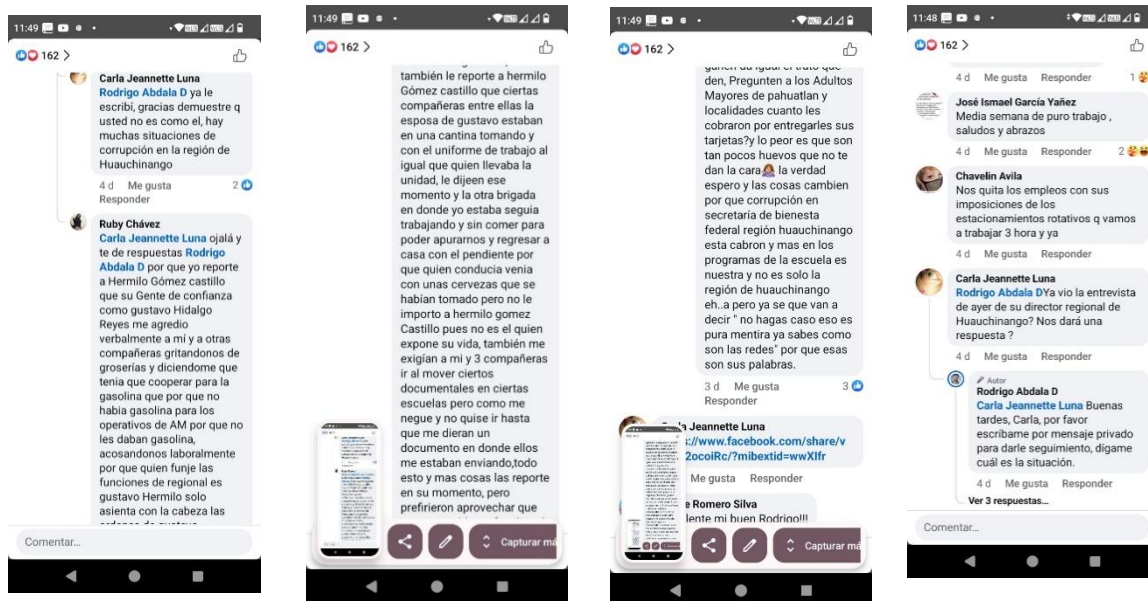 11:49
162 >
Carla Jeannette Luna
Rodrigo Abdala D ya le
escribí, gracias demuestre q
usted no es como el, hay
muchas situaciones de
corrupción en la región de
Huauchinango
4 d Me gusta 2
Responder
Ruby Chávez
Carla Jeannette Luna ojalá y
te de respuestas Rodrigo
Abdala D por que yo reporte
a Hermilo Gómez castillo
que su Gente de confianza
como gustavo Hidalgo
Reyes me agredio
verbalmente a mí y a otras
compañeras gritandonos de
groserías y diciendome que
tenia que cooperar para la
gasolina que por que no
habia gasolina para los
operativos de AM por que no
les daban gasolina,
acosandonos laboralmente
por que quien funje las
funciones de regional es
gustavo Hermilo solo
asienta con la cabeza las
Comentar...
11:49
162 >
también le reporte a hermilo
Gómez castillo que ciertas
compañeras entre ellas la
esposa de gustavo estaban
en una cantina tomando y
con el uniforme de trabajo al
igual que quien llevaba la
unidad, le dijeen ese
momento y la otra brigada
en donde yo estaba seguia
trabajando y sin comer para
poder apurarnos y regresar a
casa con el pendiente por
que quien conducia venia
con unas cervezas que se
habían tomado pero no le
importo a hermilo gomez
Castillo pues no es el quien
expone su vida, también me
exigían a mi y 3 compañeras
ir al mover ciertos
documentales en ciertas
escuelas pero como me
negue y no quise ir hasta
que me dieran un
documento en donde ellos
me estaban enviando,todo
esto y mas cosas las reporte
en su momento, pero
prefirieron aprovechar que
Capturar má
11:49
162 >
den, Pregunten a los Adultos
Mayores de pahuatlan y
localidades cuanto les
cobraron por entregarles sus
tarjetas?y lo peor es que son
tan pocos huevos que no te
dan la cara🤷‍♀️ la verdad
espero y las cosas cambien
por que corrupción en
secretaría de bienesta
federal región huauchinango
esta cabron y mas en los
programas de la escuela es
nuestra y no es solo la
región de huauchinango
eh..a pero ya se que van a
decir " no hagas caso eso es
pura mentira ya sabes como
son las redes" por que esas
son sus palabras.
3 d Me gusta 3
Responder
a Jeannette Luna
s://www.facebook.com/share/v
2ocoiRc/?mibextid=wwXIfr
Me gusta Responder
e Romero Silva
lente mi buen Rodrigo!!!
Capturar má
11:48
162 >
4 d Me gusta Responder 1
José Ismael García Yañez
Media semana de puro trabajo ,
saludos y abrazos
4 d Me gusta Responder 2
Chavelin Avila
Nos quita los empleos con sus
imposiciones de los
estacionamientos rotativos q vamos
a trabajar 3 hora y ya
4 d Me gusta Responder
Carla Jeannette Luna
Rodrigo Abdala DYa vio la entrevista
de ayer de su director regional de
Huauchinango? Nos dará una
respuesta ?
4 d Me gusta Responder
Autor
Rodrigo Abdala D
Carla Jeannette Luna Buenas
tardes, Carla, por favor
escríbame por mensaje privado
para darle seguimiento, dígame
cuál es la situación.
4 d Me gusta Responder
Ver 3 respuestas...
Comentar...